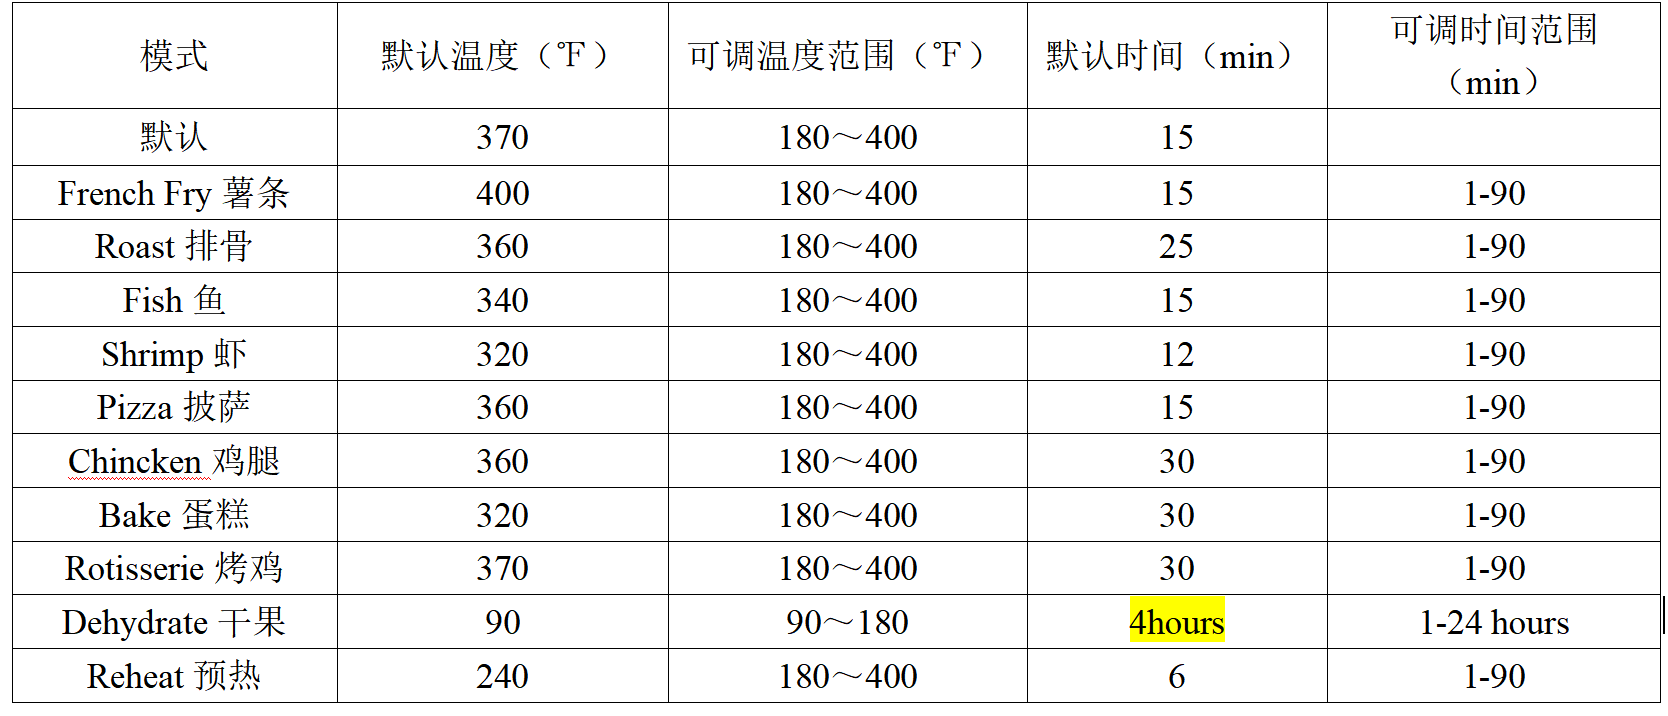 模式 默认温度（℉） 可调温度范围（℉） 默认时间（min） 可调时间范围
（min）
默认 370 180～400 15
French Fry 薯条 400 180～400 15 1-90
Roast 排骨 360 180～400 25 1-90
Fish 鱼 340 180～400 15 1-90
Shrimp 虾 320 180～400 12 1-90
Pizza 披萨 360 180～400 15 1-90
Chincken 鸡腿 360 180～400 30 1-90
Bake 蛋糕 320 180～400 30 1-90
Rotisserie 烤鸡 370 180～400 30 1-90
Dehydrate 干果 90 90～180 4hours 1-24 hours
Reheat 预热 240 180～400 6 1-90